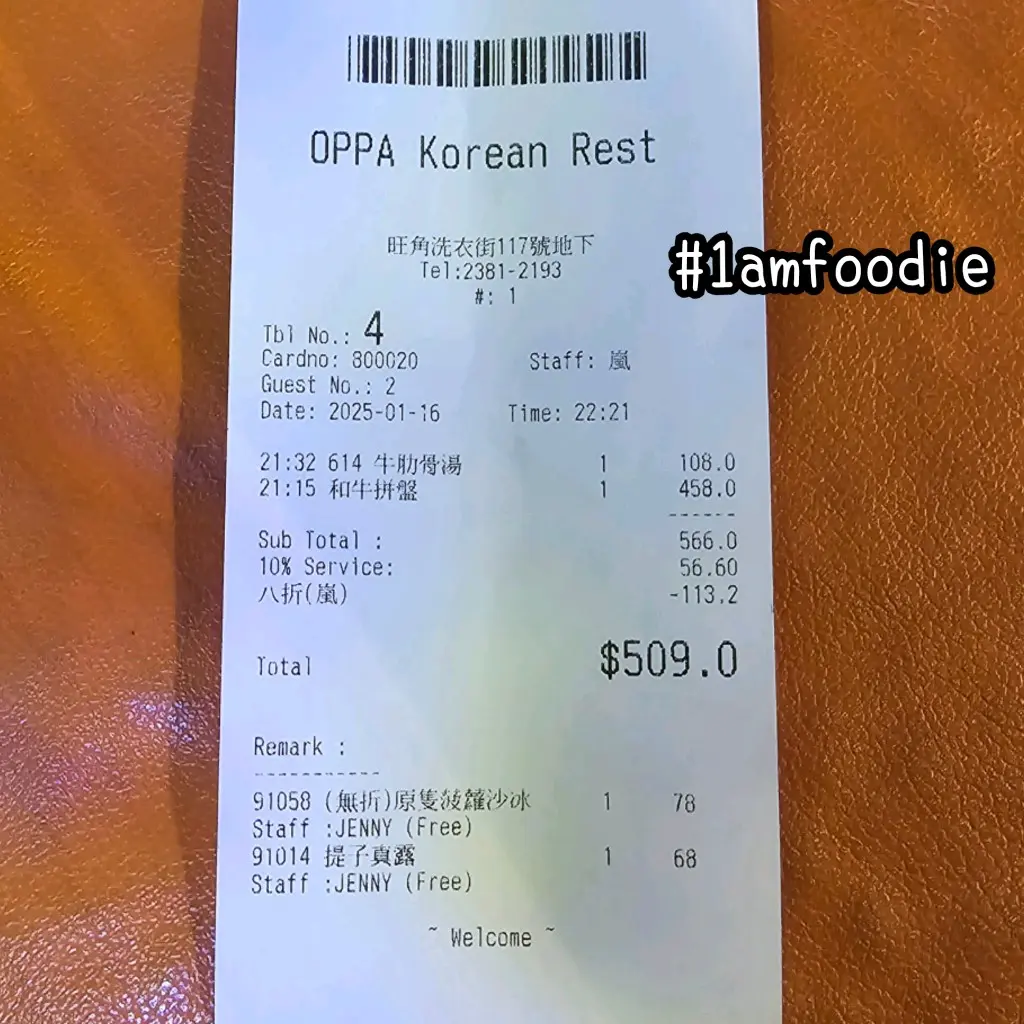 OPPA Korean Rest
旺角洗衣街117號地下
Tel:2381-2193
#: 1
#1amfoodie
Tbl No.: 4
Cardno: 800020 Staff: 嵐
Guest No.: 2
Date: 2025-01-16 Time: 22:21
21:32 614 牛肋骨湯 1 108.0
21:15 和牛拼盤 1 458.0
------
Sub Total : 566.0
10% Service: 56.60
八折(嵐) -113.2
Total $509.0
Remark :
-----------
91058 (無折)原隻菠蘿沙冰 1 78
Staff :JENNY (Free)
91014 提子真露 1 68
Staff :JENNY (Free)
~ Welcome ~